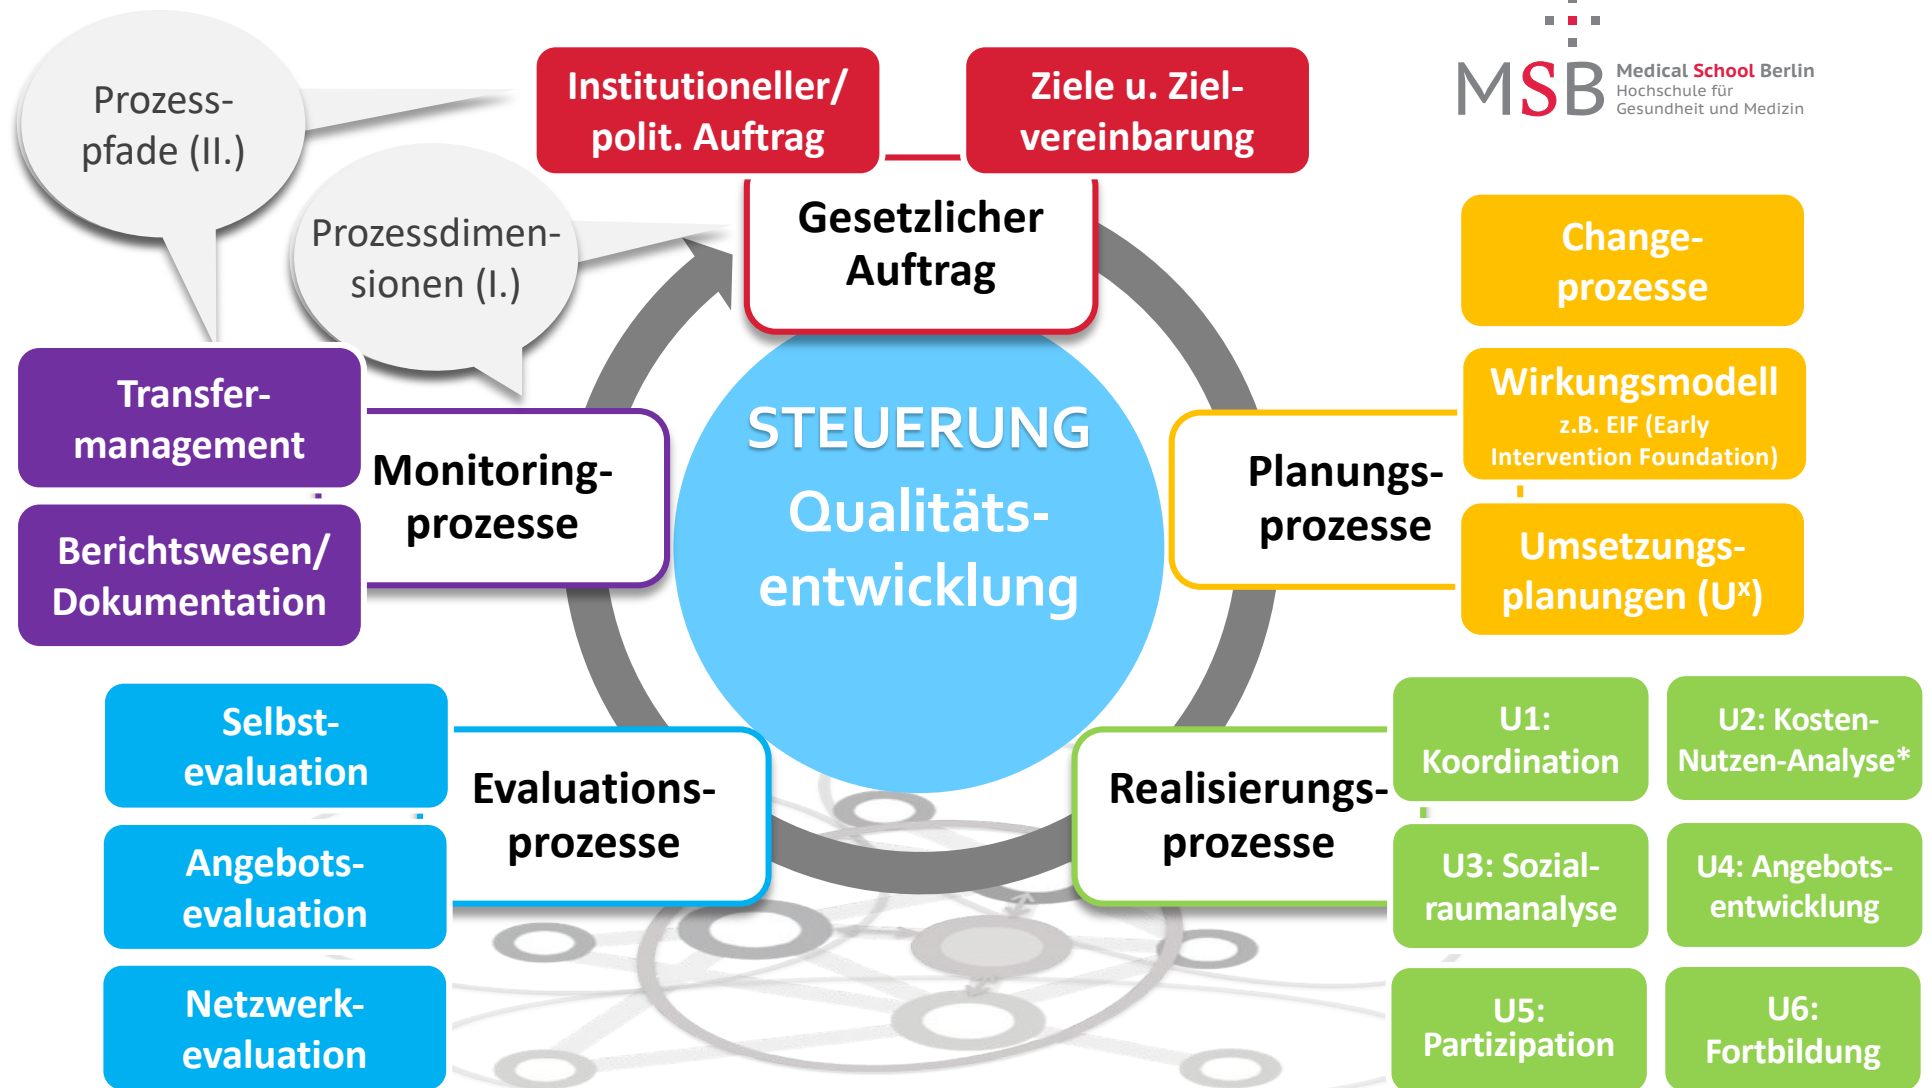 Prozess-
pfade (II.)
Prozessdimen-
sionen (I.)
Institutioneller/
polit. Auftrag
Ziele u. Ziel-
vereinbarung
MSB
Medical School Berlin
Hochschule für
Gesundheit und Medizin
Gesetzlicher
Auftrag
STEUERUNG
Qualitäts-
entwicklung
Change-
prozesse
Wirkungsmodell
z.B. EIF (Early
Intervention Foundation)
Umsetzungs-
planungen (Uˣ)
Planungs-
prozesse
Transfer-
management
Berichtswesen/
Dokumentation
Monitoring-
prozesse
Selbst-
evaluation
Angebots-
evaluation
Netzwerk-
evaluation
Evaluations-
prozesse
Realisierungs-
prozesse
U1:
Koordination
U2: Kosten-
Nutzen-Analyse*
U3: Sozial-
raumanalyse
U4: Angebots-
entwicklung
U5:
Partizipation
U6:
Fortbildung